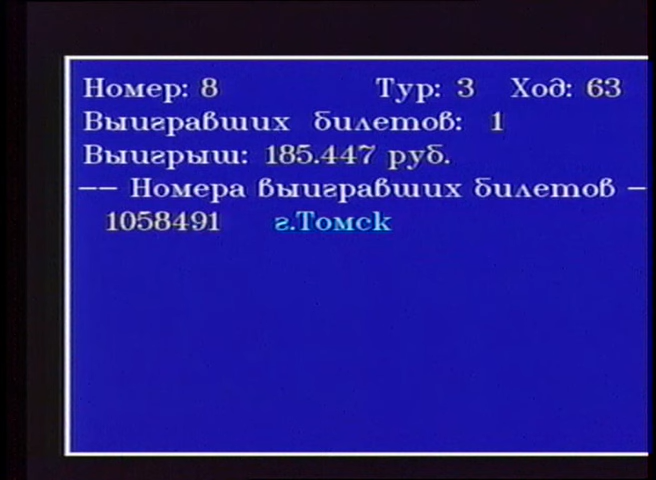 Номер: 8 Тур: 3 Ход: 63
Выигравших билетов: 1
Выигрыш: 185.447 руб.
-- Номера выигравших билетов -
1058491 г.Томск